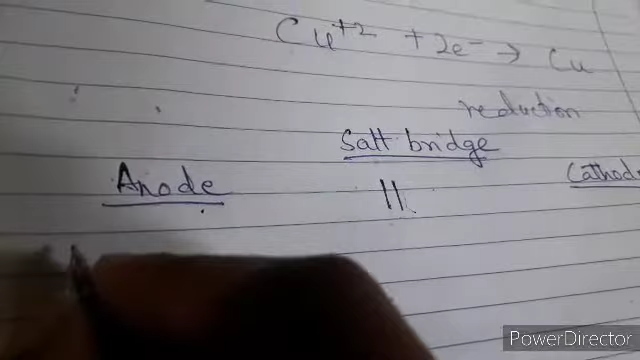 Cu+2 + 2e- → Cu
reduction
Salt bridge
Anode || Cathod
PowerDirector